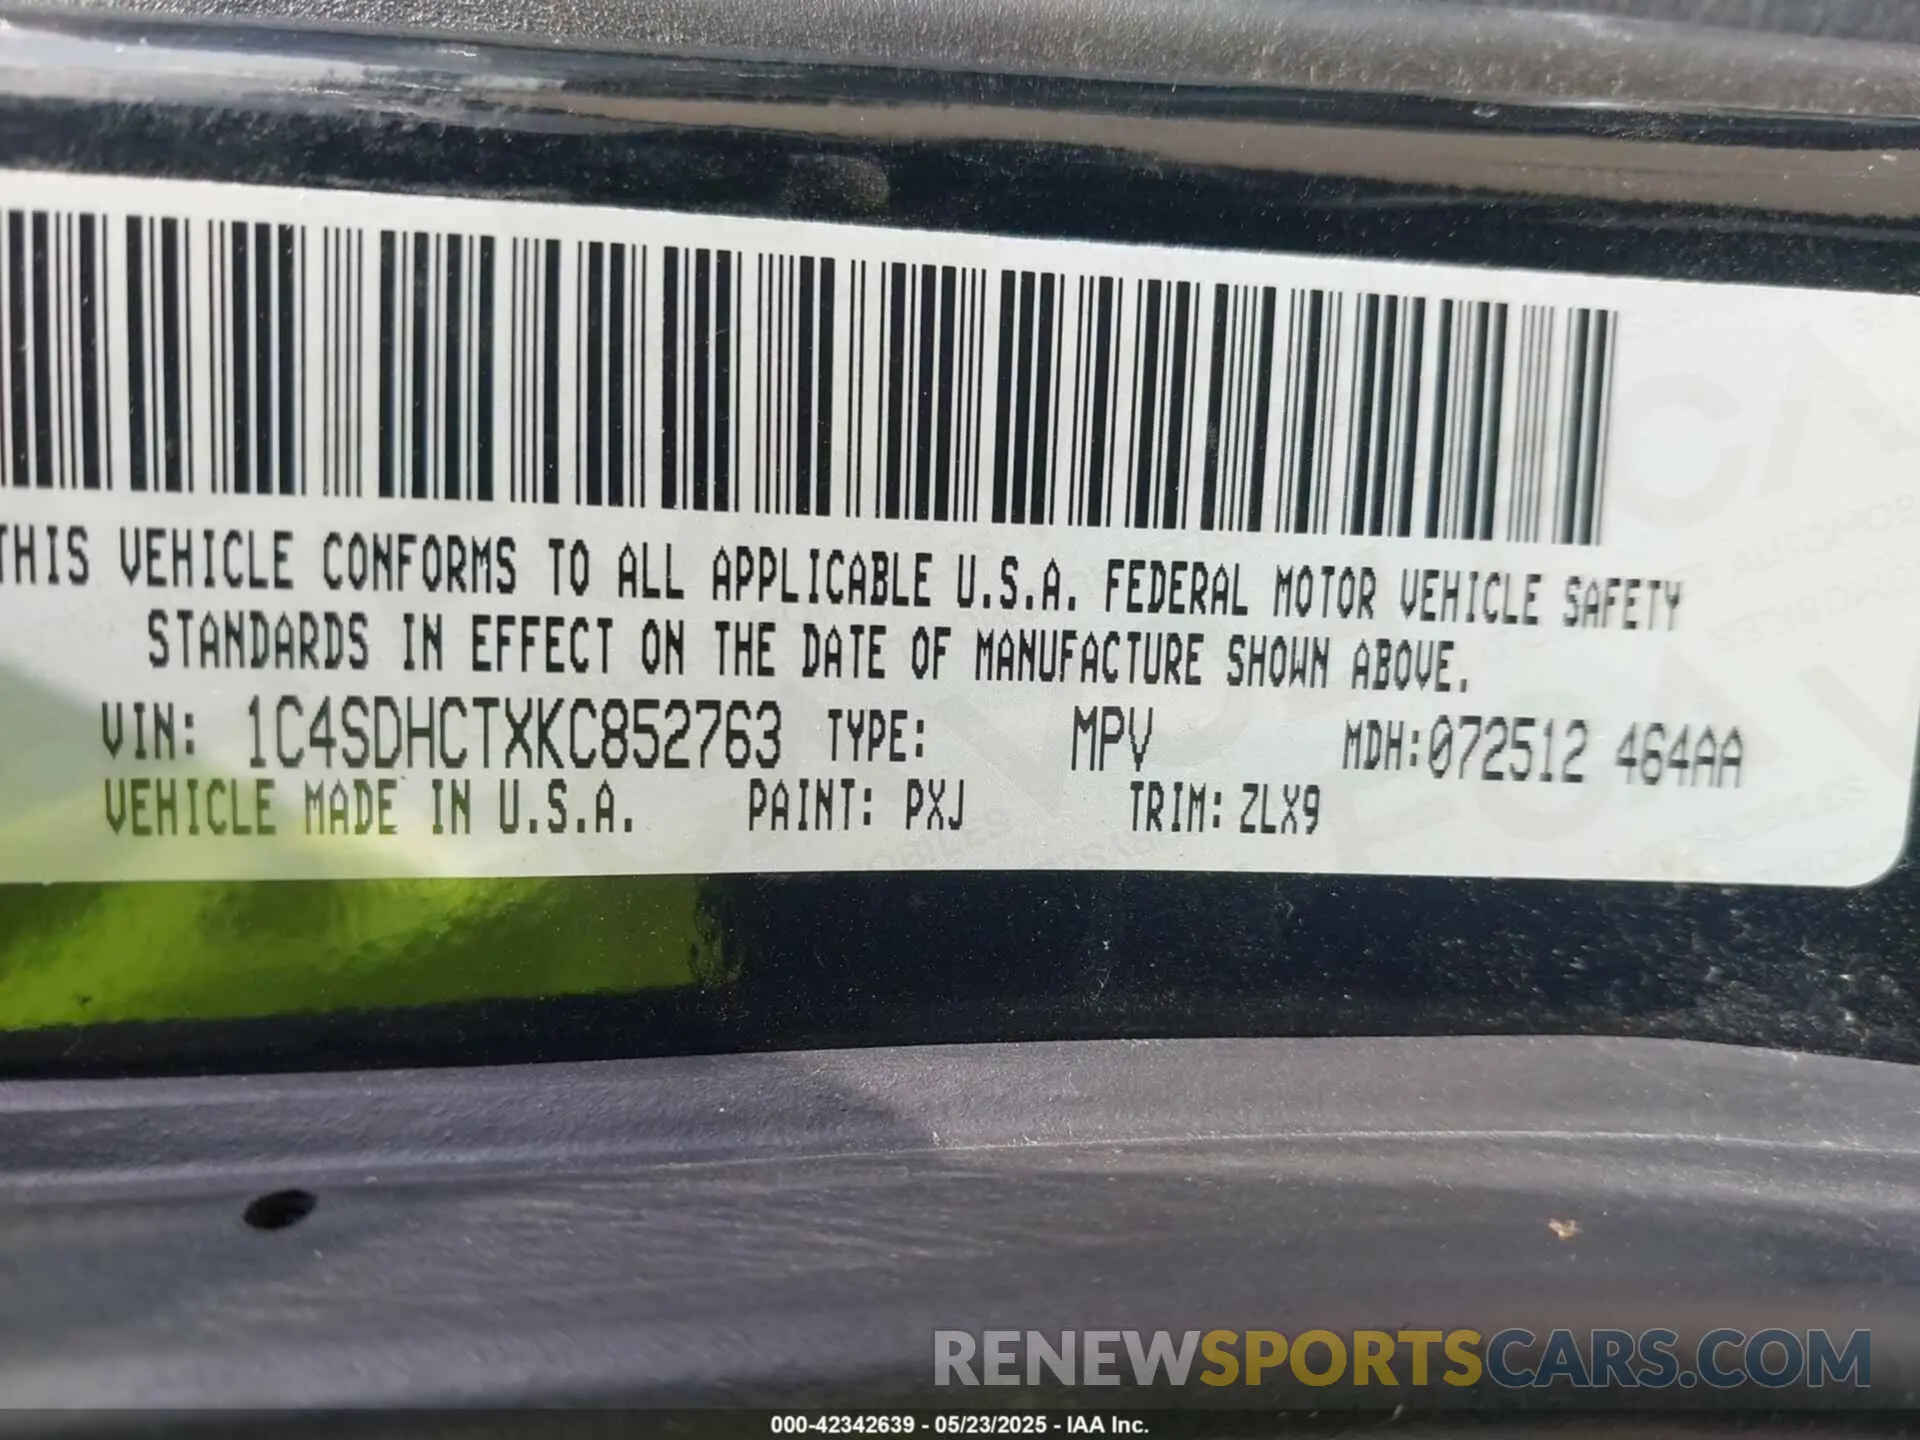 THIS VEHICLE CONFORMS TO ALL APPLICABLE U.S.A. FEDERAL MOTOR VEHICLE SAFETY
STANDARDS IN EFFECT ON THE DATE OF MANUFACTURE SHOWN ABOVE.
VIN: 1C4SDHCTXKC852763 TYPE: MPV MDH:072512 464AA
VEHICLE MADE IN U.S.A. PAINT: PXJ TRIM: ZLX9
RENEWSPORTSCARS.COM
000-42342639 - 05/23/2025 - IAA Inc.